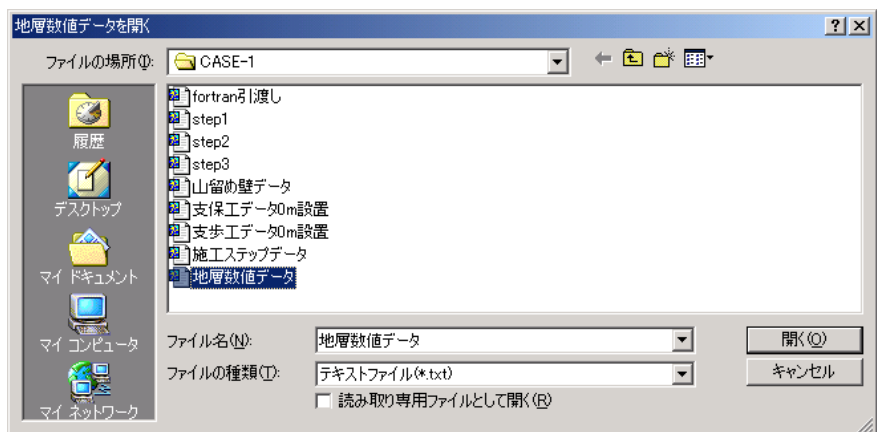 地層数値データを開く
ファイルの場所(I):
CASE-1
履歴
デスクトップ
マイ ドキュメント
マイ コンピュータ
マイ ネットワーク
fortran引渡し
step1
step2
step3
山留め壁データ
支保工データ0m設置
支歩工データ0m設置
施工ステップデータ
地層数値データ
ファイル名(N):
地層数値データ
開く(O)
ファイルの種類(T):
テキストファイル(*.txt)
キャンセル
読み取り専用ファイルとして開く(R)